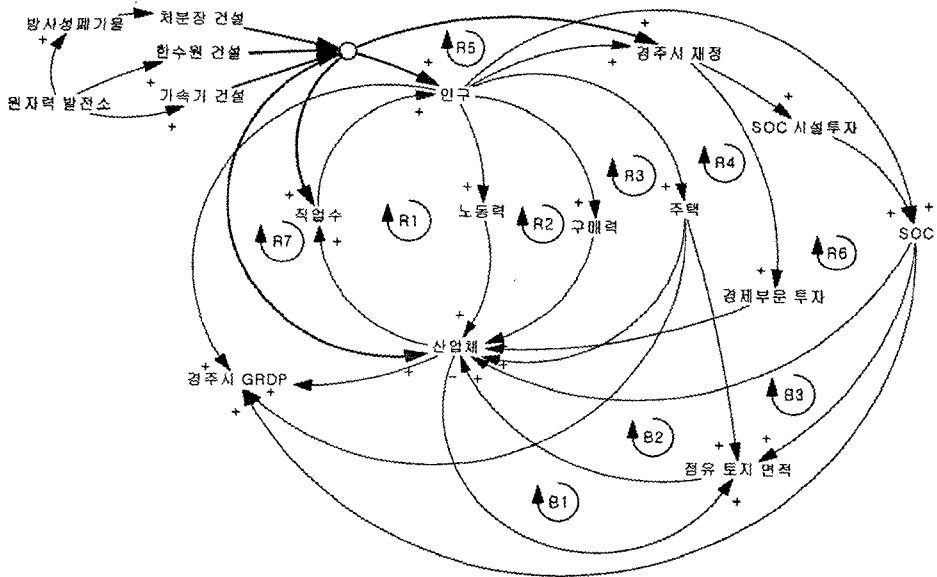 방사성폐기물
처분장 건설
한수원 건설
원자력 발전소
가속기 건설
R5
경주시 재정
인구
SOC 시설투자
R3
R4
직업수
R7
R1
노동력
R2
구매력
주택
SOC
R6
경제부문 투자
산업체
경주시 GRDP
B3
B2
점유 토지 면적
B1